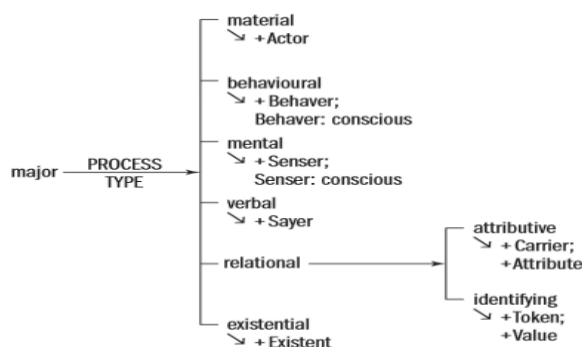 material
+ Actor
behavioural
+ Behaver;
Behaver: conscious
mental
+ Senser;
Senser: conscious
major
PROCESS
TYPE
verbal
+ Sayer
relational
attributive
+ Carrier;
+Attribute
identifying
+Token;
+Value
existential
+ Existent